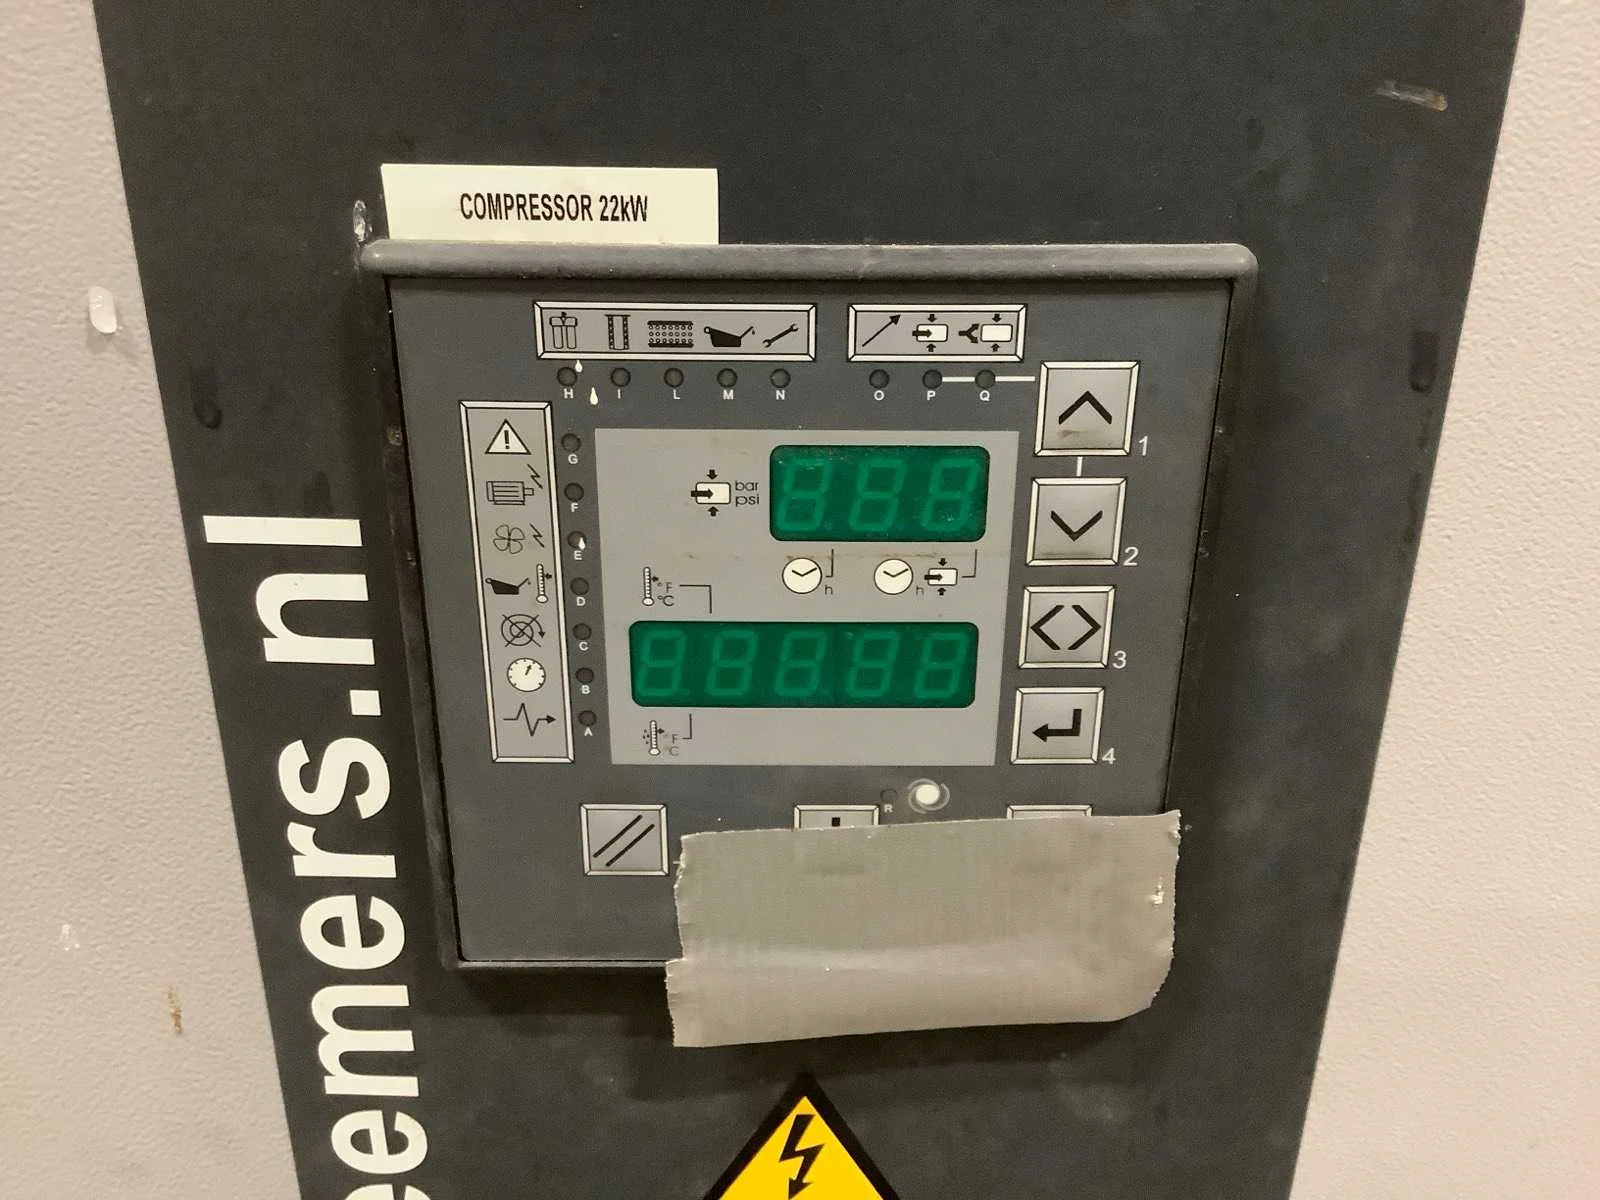 COMPRESSOR 22kW
H I L M N O P Q
1
G
bar
psi
F
2
E
h h
°F
°C
D
C
3
B
A
°F
°C
4
R
eemers.nl